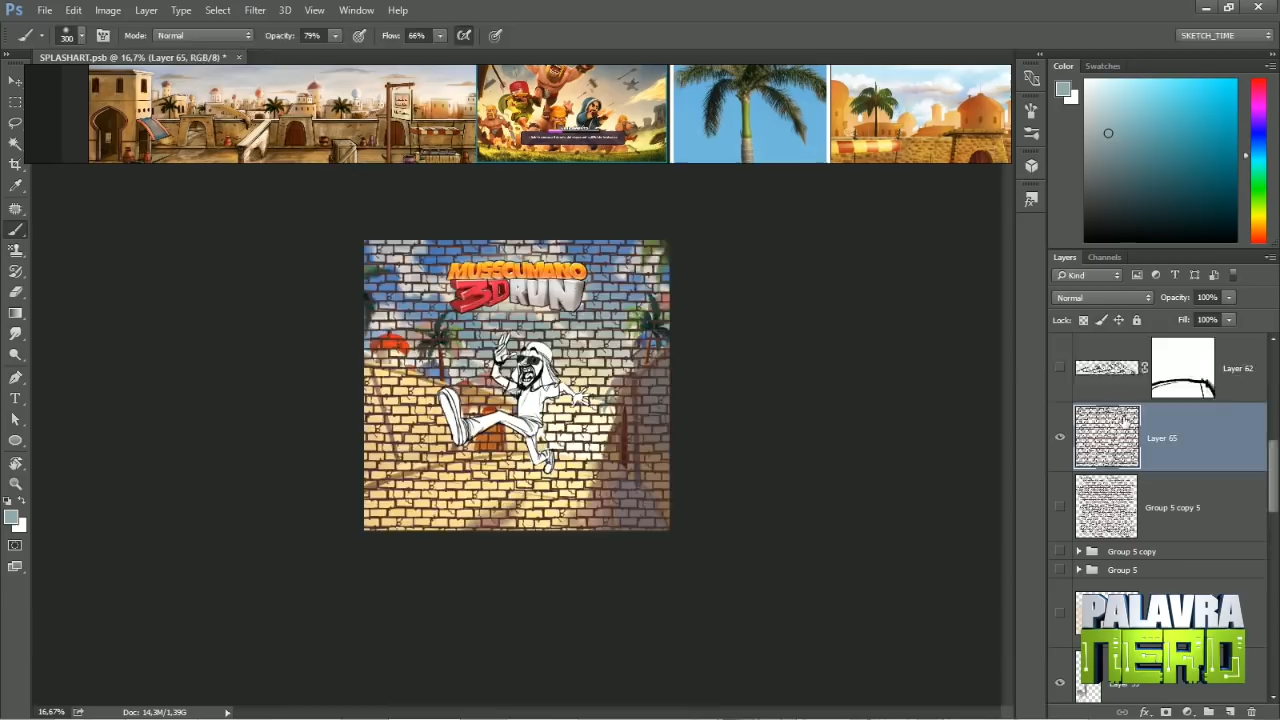 Ps File Edit Image Layer Type Select Filter 3D View Window Help
300 Mode: Normal Opacity: 79% Flow: 66% SKETCH_TIME
SPLASHART.psb @ 16,7% (Layer 65, RGB/8) * ×
Color Swatches
MUSSCUMANO
3D RUN
Layers Channels
Kind
Normal Opacity: 100%
Lock: Fill: 100%
Layer 62
Layer 65
Group 5 copy 5
Group 5 copy
Group 5
PALAVRA
NERD
16,67% Doc: 14,3M/1,39G